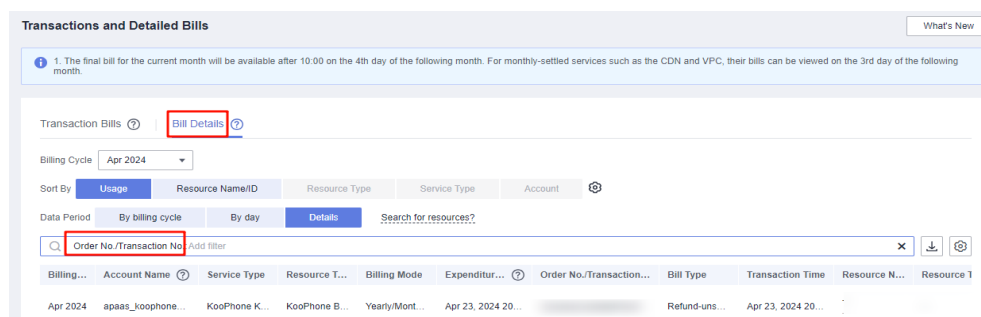 Transactions and Detailed Bills
What's New
1. The final bill for the current month will be available after 10:00 on the 4th day of the following month. For monthly-settled services such as the CDN and VPC, their bills can be viewed on the 3rd day of the following
month.
Transaction Bills
Bill Details
Billing Cycle Apr 2024
Sort By Usage Resource Name/ID Resource Type Service Type Account
Data Period By billing cycle By day Details Search for resources?
Order No./Transaction No. Add filter
Billing... Account Name Service Type Resource T... Billing Mode Expenditur... Order No./Transaction... Bill Type Transaction Time Resource N... Resource T
Apr 2024 apaas_koophone... KooPhone K... KooPhone B... Yearly/Mont... Apr 23, 2024 20... Refund-uns... Apr 23, 2024 20...